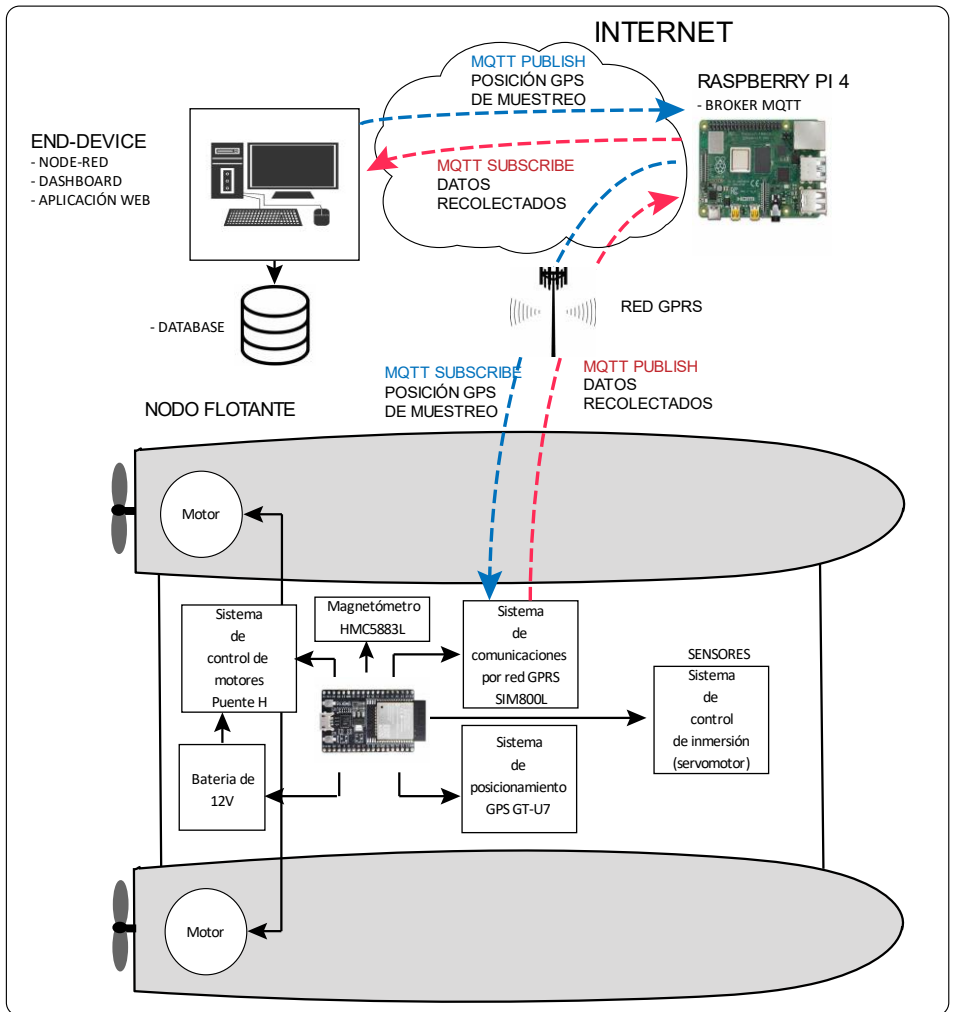 INTERNET
MQTT PUBLISH
POSICIÓN GPS
DE MUESTREO
RASPBERRY PI 4
- BROKER MQTT
END-DEVICE
- NODE-RED
- DASHBOARD
- APLICACIÓN WEB
MQTT SUBSCRIBE
DATOS
RECOLECTADOS
HDMI
- DATABASE
RED GPRS
MQTT SUBSCRIBE
POSICIÓN GPS
DE MUESTREO
MQTT PUBLISH
DATOS
RECOLECTADOS
NODO FLOTANTE
Motor
Sistema
de
control de
motores
Puente H
Magnetómetro
HMC5883L
Sistema
de
comunicaciones
por red GPRS
SIM800L
SENSORES
Sistema
de
control
de inmersión
(servomotor)
Bateria de
12V
Sistema
de
posicionamiento
GPS GT-U7
Motor